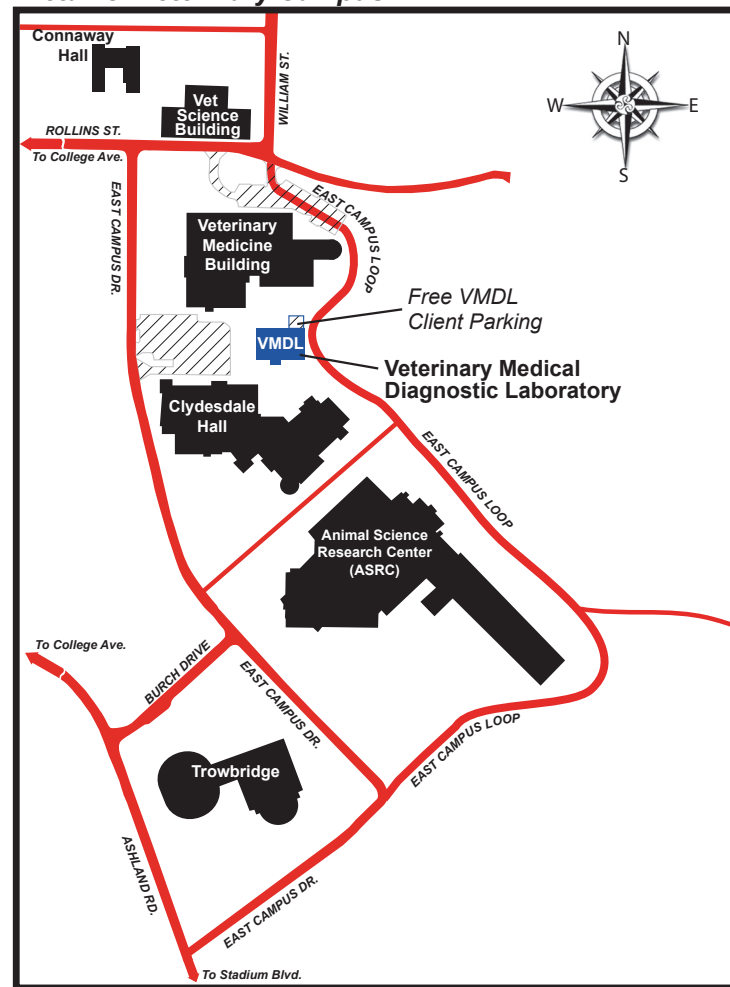 Connaway
Hall
Vet
Science
Building
WILLIAM ST.
N
W
E
S
ROLLINS ST.
To College Ave.
EAST CAMPUS DR.
EAST CAMPUS LOOP
Veterinary
Medicine
Building
Free VMDL
Client Parking
VMDL
Veterinary Medical
Diagnostic Laboratory
Clydesdale
Hall
EAST CAMPUS LOOP
Animal Science
Research Center
(ASRC)
To College Ave.
BURCH DRIVE
EAST CAMPUS DR.
EAST CAMPUS LOOP
Trowbridge
ASHLAND RD.
EAST CAMPUS DR.
To Stadium Blvd.